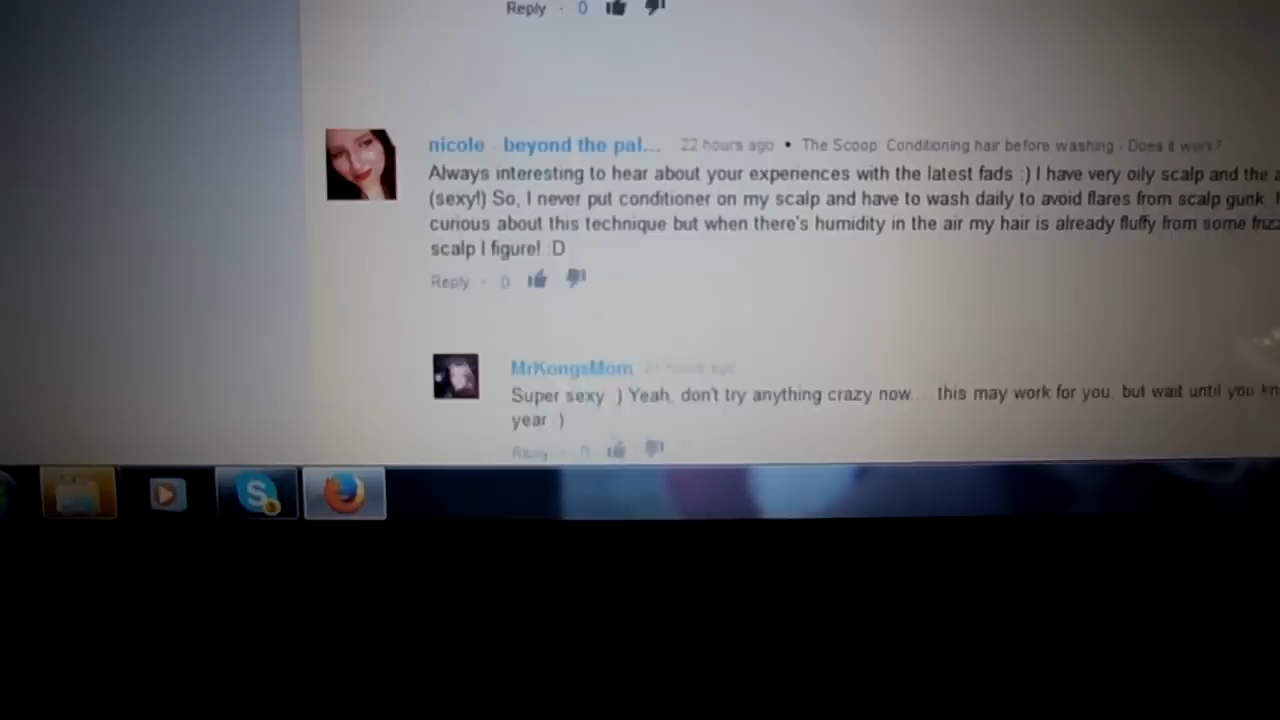 Reply · 0
nicole - beyond the pal... 22 hours ago • The Scoop Conditioning hair before washing - Does it work?
Always interesting to hear about your experiences with the latest fads :) I have very oily scalp and the
(sexy!) So, I never put conditioner on my scalp and have to wash daily to avoid flares from scalp gunk.
curious about this technique but when there's humidity in the air my hair is already fluffy from some
scalp I figure! :D
Reply · 0
MrKongsMom 21 hours ago
Super sexy :) Yeah, don't try anything crazy now... this may work for you, but wait until you
year :)
Reply · 0
S